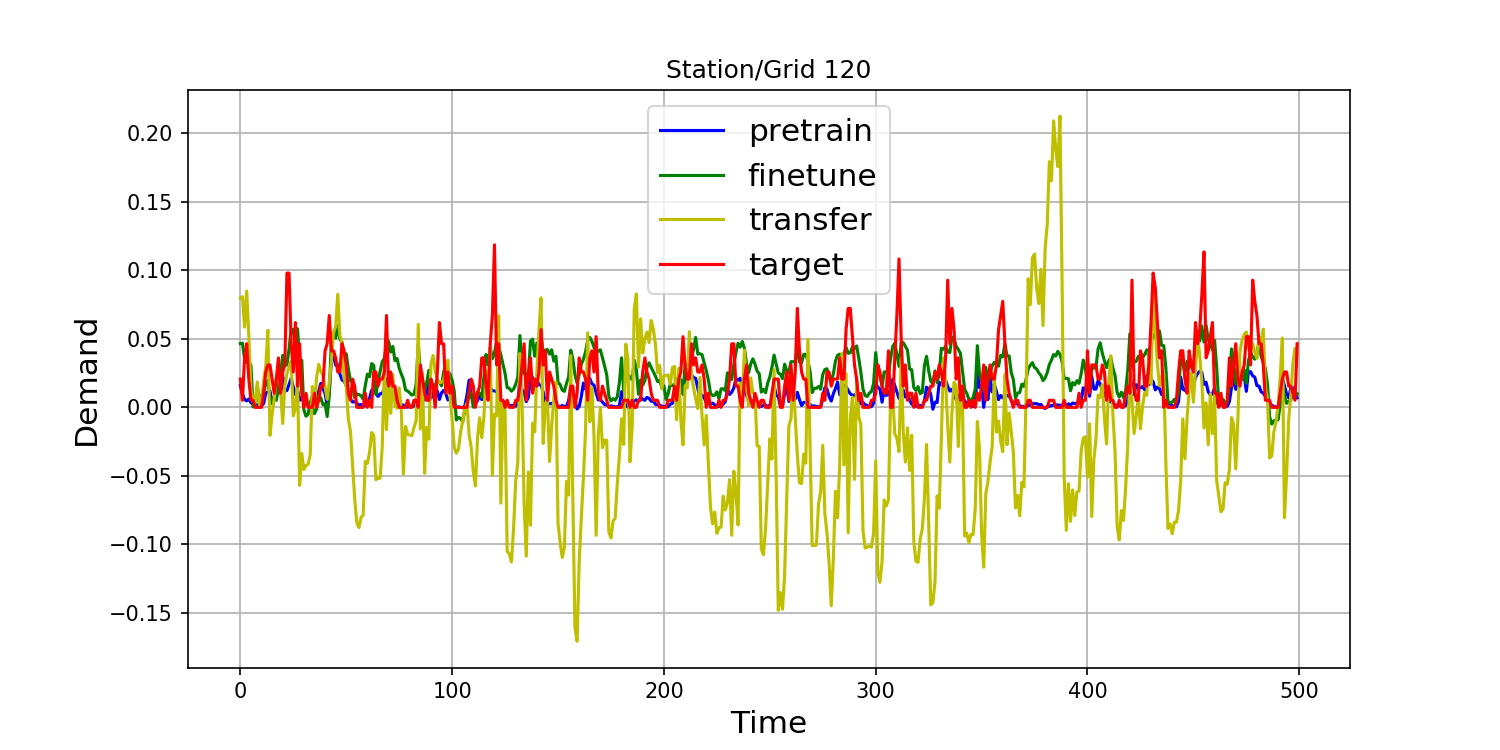 Station/Grid 120
pretrain
finetune
transfer
target
Demand
0.20
0.15
0.10
0.05
0.00
−0.05
−0.10
−0.15
0 100 200 300 400 500
Time